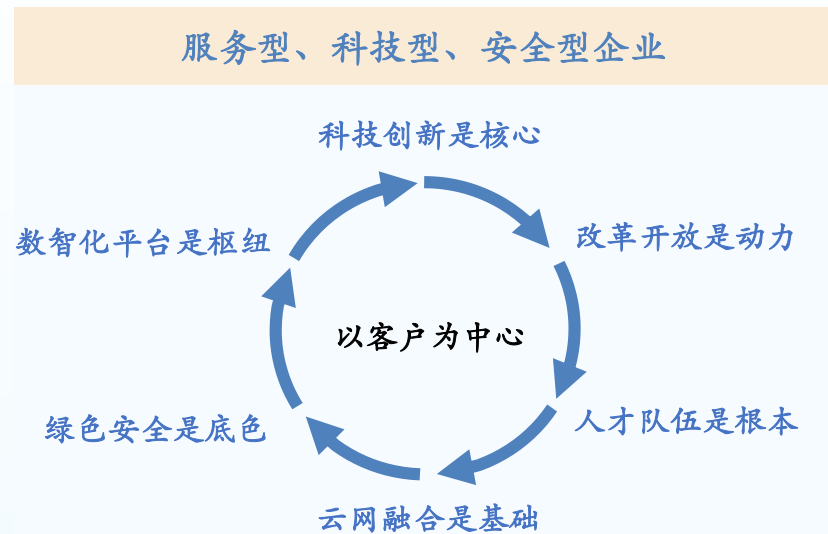 服务型、科技型、安全型企业
科技创新是核心
数智化平台是枢纽
改革开放是动力
以客户为中心
绿色安全是底色
人才队伍是根本
云网融合是基础